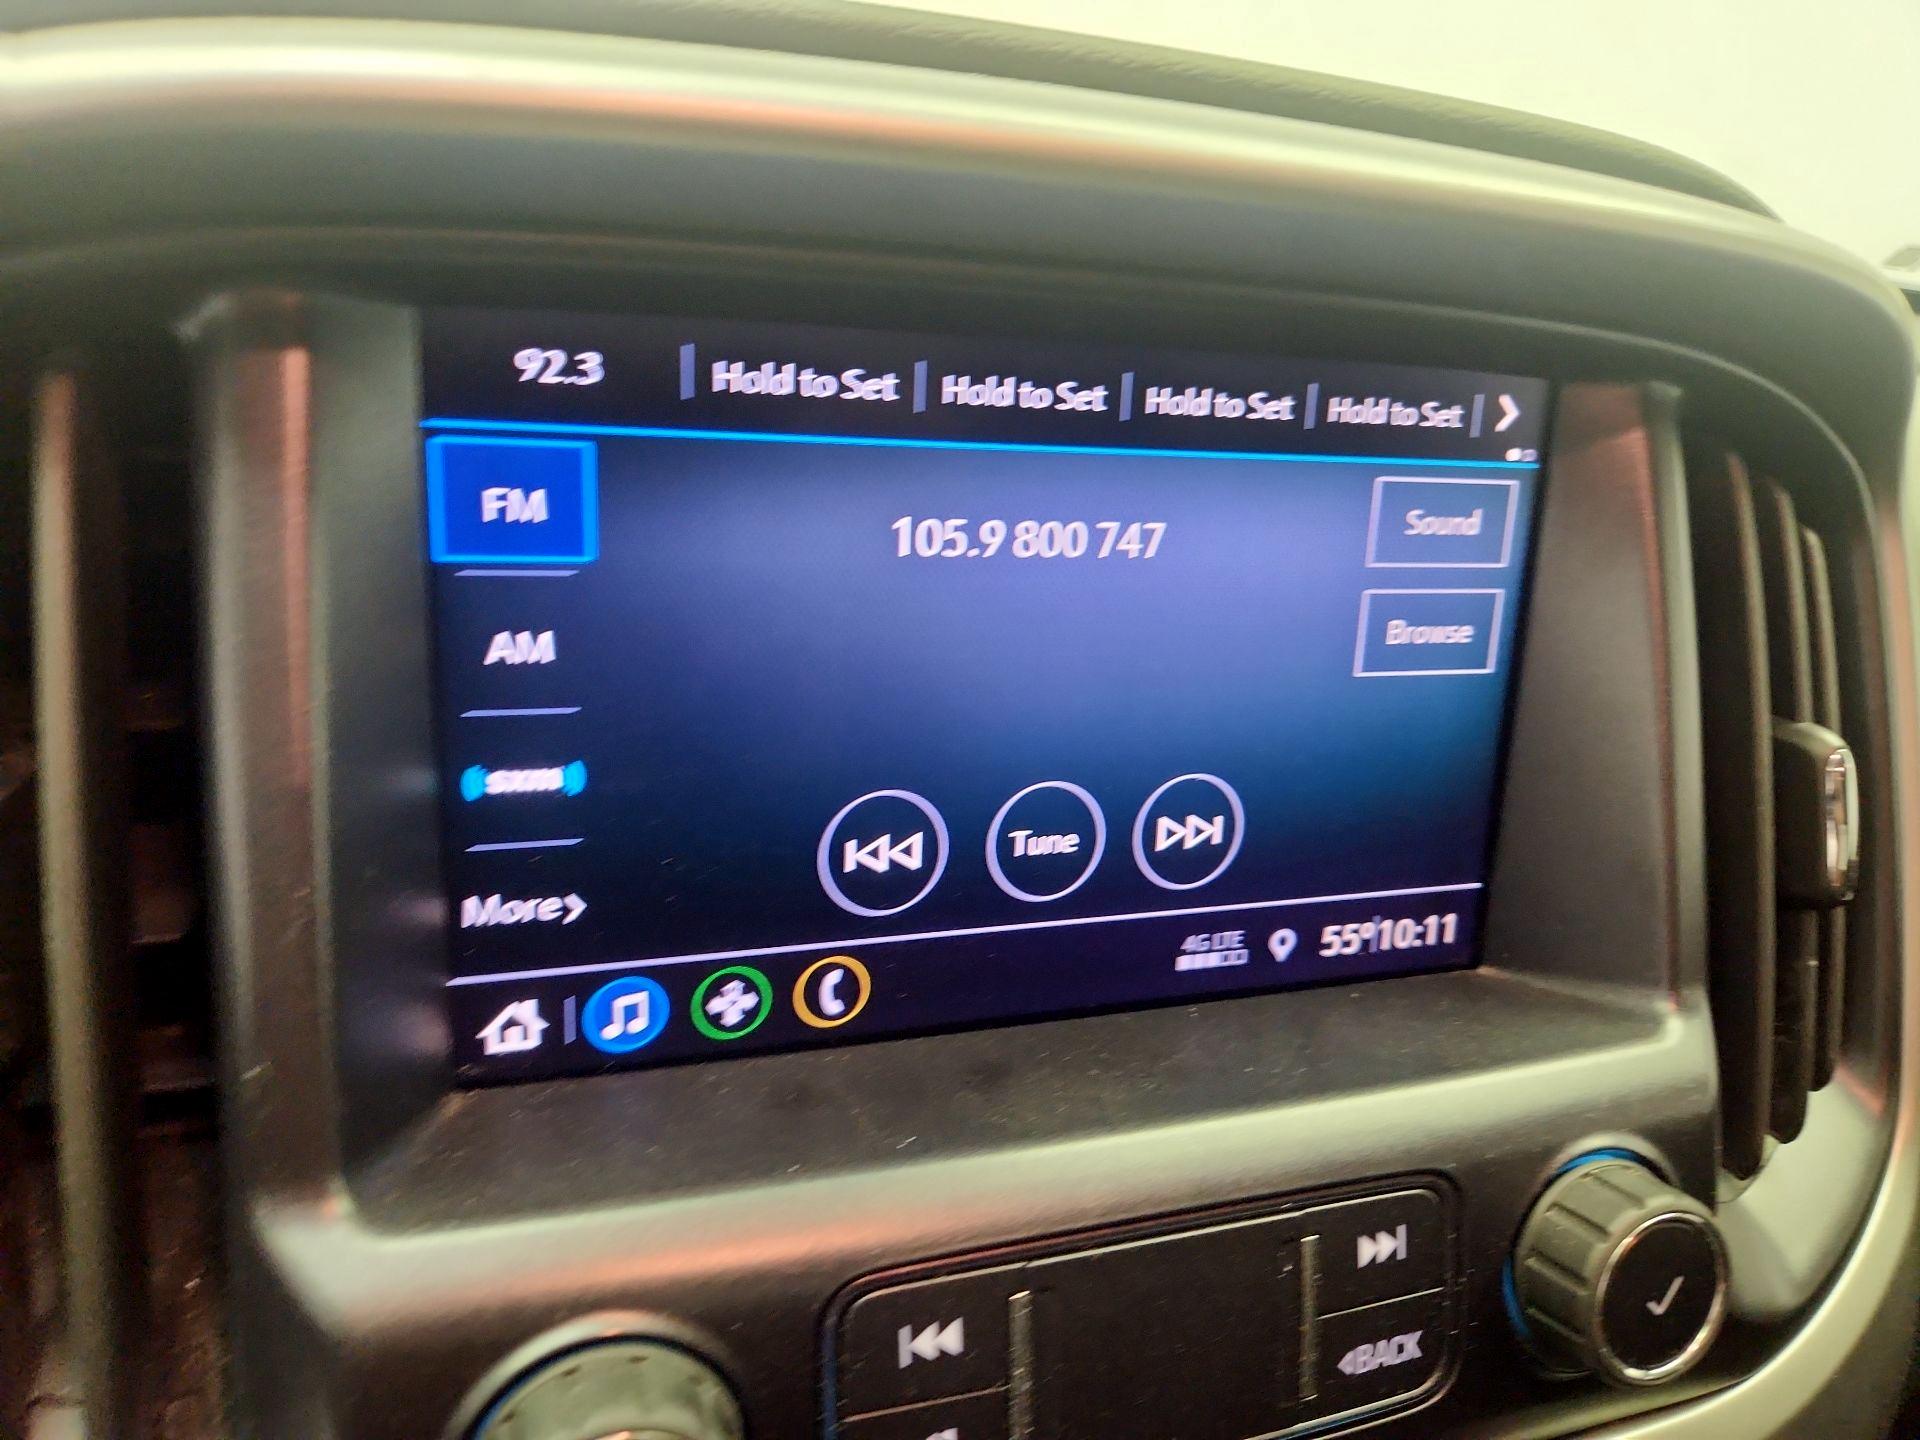 92.3 | Hold to Set | Hold to Set | Hold to Set | Hold to Set |
FM
105.9 800 747
Sound
AM
Browse
sxm
Tune
More
4G LTE
55° 10:11
BACK